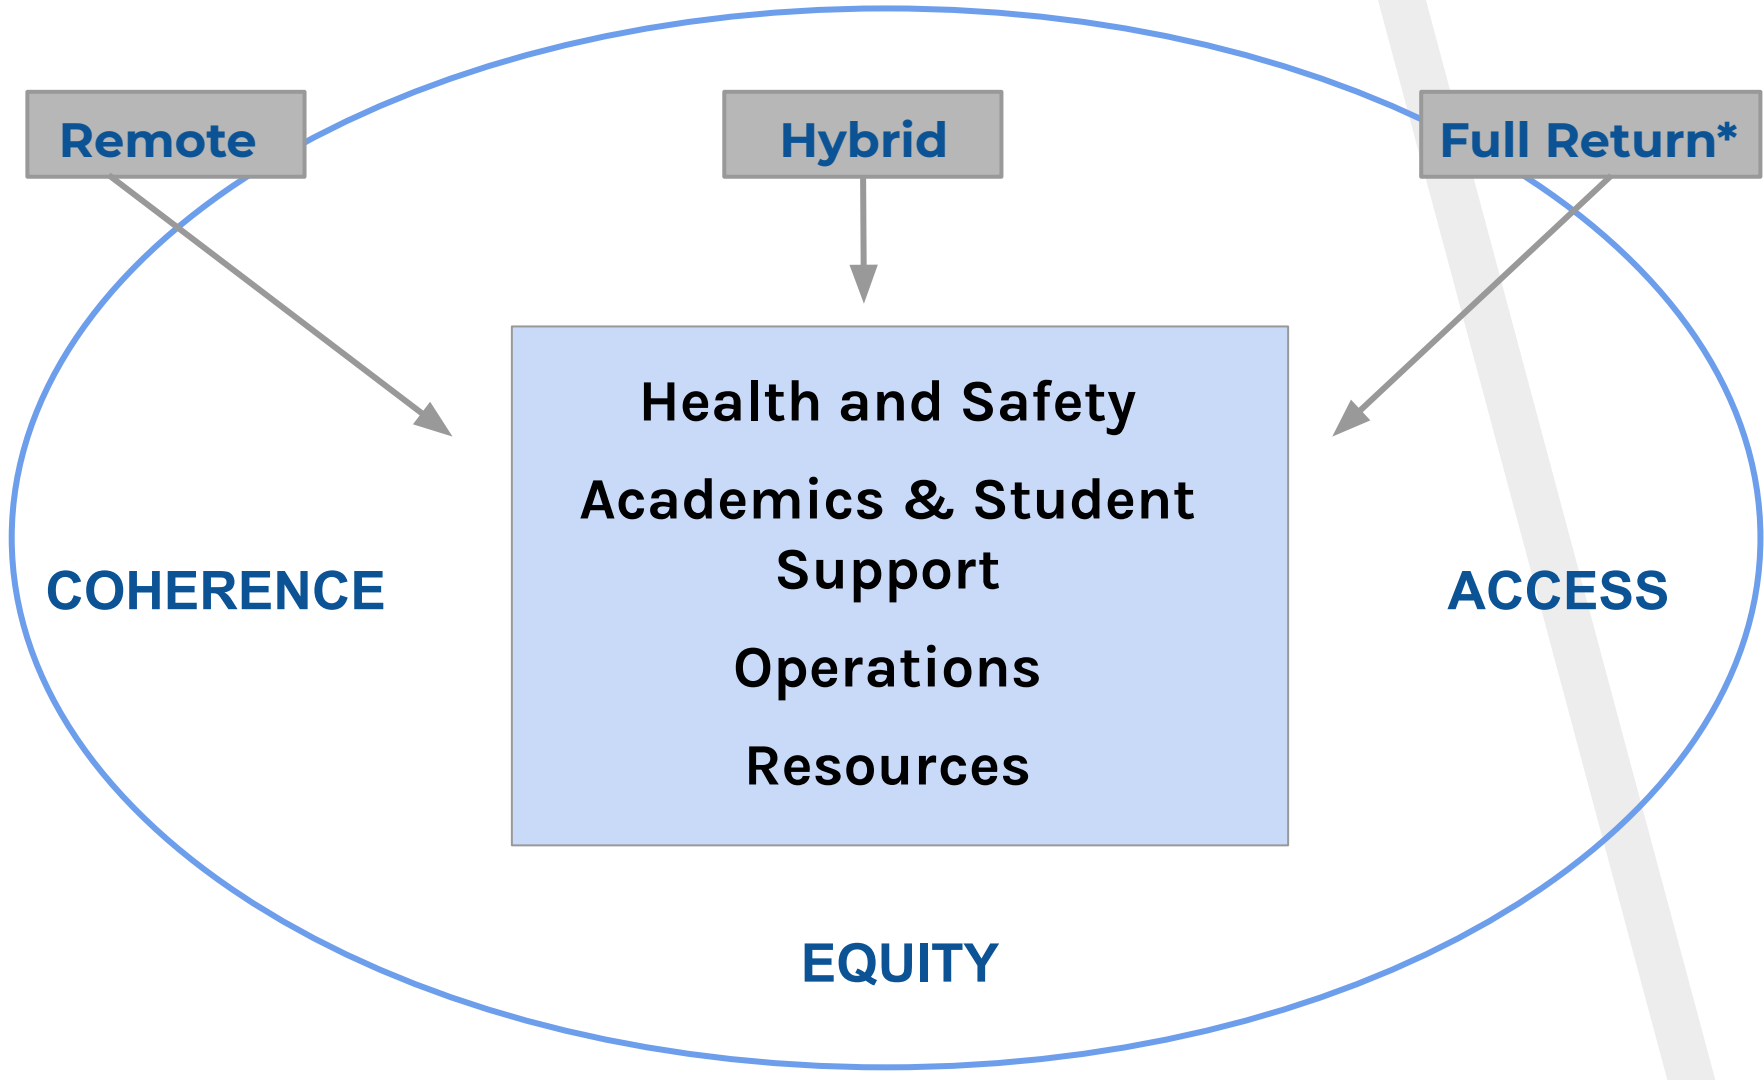 Remote
Hybrid
Full Return*
Health and Safety
Academics & Student
Support
Operations
Resources
COHERENCE
ACCESS
EQUITY